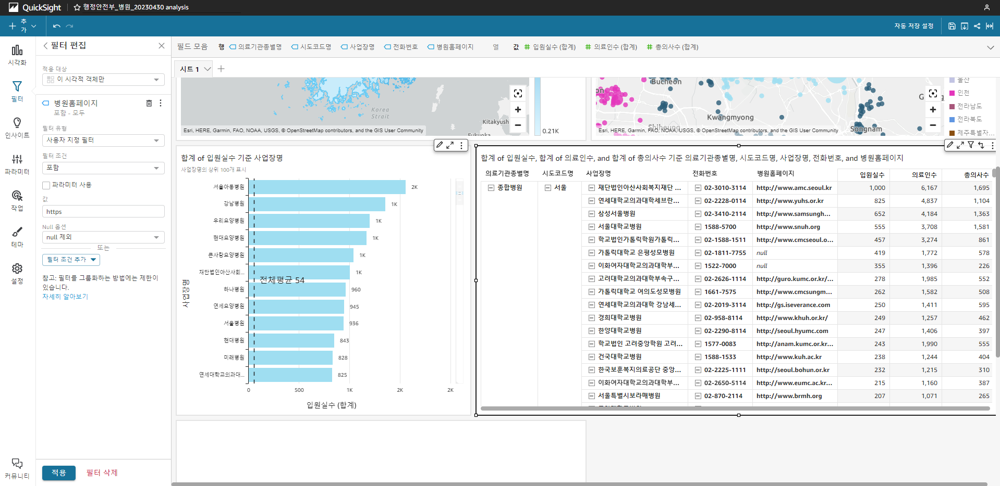 QuickSight
행정안전부_병원_20230430 analysis
추가
자동 저장 설정
시각화
필터
인사이트
파라미터
작업
테마
설정
커뮤니티
필터 편집
적용 대상
이 시각적 객체만
병원홈페이지
포함 - 모두
필터 유형
사용자 지정 필터
필터 조건
포함
파라미터 사용
값
https
Null 옵션
null 제외
또는
필터 조건 추가
참고: 필터를 그룹화하는 방법에는 제한이
있습니다.
자세히 알아보기
적용
필터 삭제
필드 모음 행 의료기관종별명 시도코드명 사업장명 전화번호 병원홈페이지 열 값 입원실수 (합계) 의료인수 (합계) 총의사수 (합계)
시트 1
Korea
Strait
Kitakyush
Fukuoka
Esri, HERE, Garmin, FAO, NOAA, USGS, © OpenStreetMap contributors, and the GIS User Community
0.21K
Bucheon
on
Kwangmyong
Shiheung
Songnam
G
g
Esri, HERE, Garmin, FAO, NOAA, USGS, © OpenStreetMap contributors, and the GIS User Community
울산
인천
전라남도
전라북도
제주특별자...
합계 of 입원실수 기준 사업장명
사업장명의 상위 100개 표시
사업장명
서울아동병원 2K
강남병원 1K
우리요양병원 1K
현대요양병원 1K
큰사랑요양병원 1K
재단법인아산사회... 1K
전체평균 54
하나병원 960
연세요양병원 945
서울병원 936
현대병원 843
미래병원 828
연세대학교의과대... 825
0 500 1K 2K 2K
입원실수 (합계)
합계 of 입원실수, 합계 of 의료인수, and 합계 of 총의사수 기준 의료기관종별명, 시도코드명, 사업장명, 전화번호, and 병원홈페이지
의료기관종별명 시도코드명 사업장명 전화번호 병원홈페이지 입원실수 의료인수 총의사수
종합병원 서울 재단법인아산사회복지재단 ... 02-3010-3114 http://www.amc.seoul.kr 1,000 6,167 1,695
연세대학교의과대학세브란... 02-2228-0114 http://www.yuhs.or.kr 825 4,837 1,104
삼성서울병원 02-3410-2114 http://www.samsungh... 652 4,184 1,363
서울대학교병원 1588-5700 http://www.snuh.org 555 3,708 1,581
학교법인가톨릭학원가톨릭... 02-1588-1511 http://www.cmcseoul.o... 457 3,274 861
가톨릭대학교 은평성모병원 02-1811-7755 null 419 1,772 578
이화여자대학교의과대학부... 1522-7000 null 355 1,396 226
고려대학교의과대학부속구... 02-2626-1114 http://guro.kumc.or.kr/... 278 1,985 552
가톨릭대학교 여의도성모병원 1661-7575 http://www.cmcsungm... 262 1,582 508
연세대학교의과대학 강남세... 02-2019-3114 http://gs.iseverance.com 250 1,411 595
경희대학교병원 02-958-8114 http://www.khuh.or.kr/ 249 1,257 462
한양대학교병원 02-2290-8114 http://seoul.hyumc.com 247 1,406 397
학교법인 고려중앙학원 고려... 1577-0083 http://anam.kumc.or.kr... 243 1,990 555
건국대학교병원 1588-1533 http://www.kuh.ac.kr 238 1,244 404
한국보훈복지의료공단 중앙... 02-2225-1111 http://seoul.bohun.or.kr 232 1,215 310
이화여자대학교의과대학부... 02-2650-5114 http://www.eumc.ac.kr... 215 1,160 387
서울특별시보라매병원 02-870-2114 http://www.brmh.org 207 1,071 265